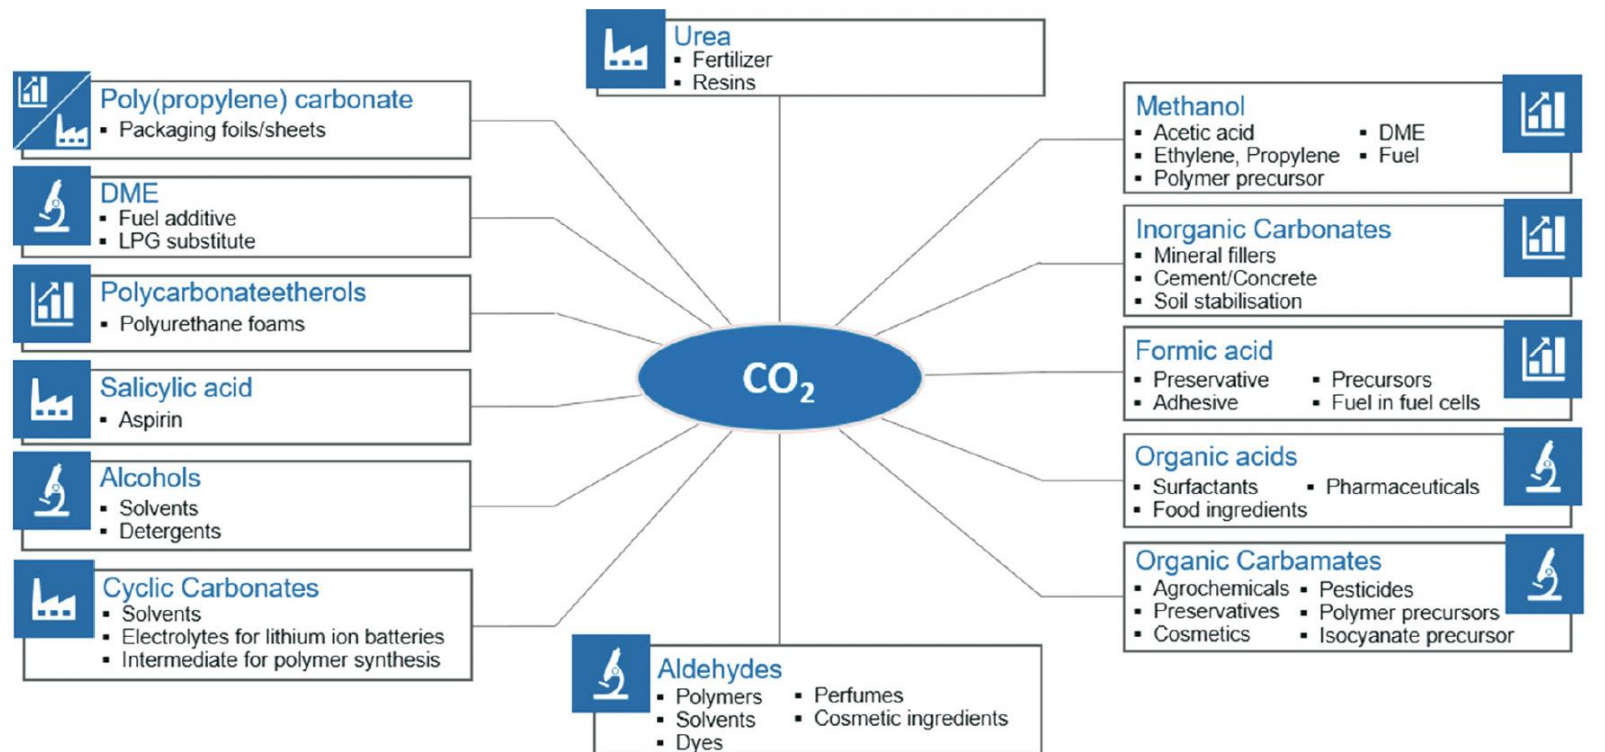 Urea
▪ Fertilizer
▪ Resins
Poly(propylene) carbonate
▪ Packaging foils/sheets
DME
▪ Fuel additive
▪ LPG substitute
Polycarbonateetherols
▪ Polyurethane foams
Salicylic acid
▪ Aspirin
Alcohols
▪ Solvents
▪ Detergents
Cyclic Carbonates
▪ Solvents
▪ Electrolytes for lithium ion batteries
▪ Intermediate for polymer synthesis
CO₂
Methanol
▪ Acetic acid ▪ DME
▪ Ethylene, Propylene ▪ Fuel
▪ Polymer precursor
Inorganic Carbonates
▪ Mineral fillers
▪ Cement/Concrete
▪ Soil stabilisation
Formic acid
▪ Preservative ▪ Precursors
▪ Adhesive ▪ Fuel in fuel cells
Organic acids
▪ Surfactants ▪ Pharmaceuticals
▪ Food ingredients
Organic Carbamates
▪ Agrochemicals ▪ Pesticides
▪ Preservatives ▪ Polymer precursors
▪ Cosmetics ▪ Isocyanate precursor
Aldehydes
▪ Polymers ▪ Perfumes
▪ Solvents ▪ Cosmetic ingredients
▪ Dyes